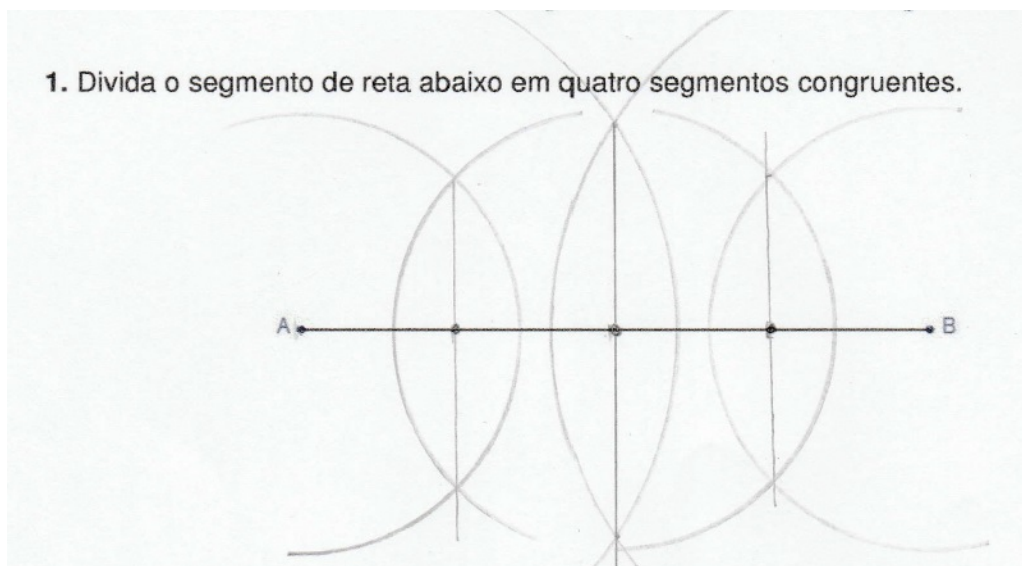 1. Divida o segmento de reta abaixo em quatro segmentos congruentes.
A B